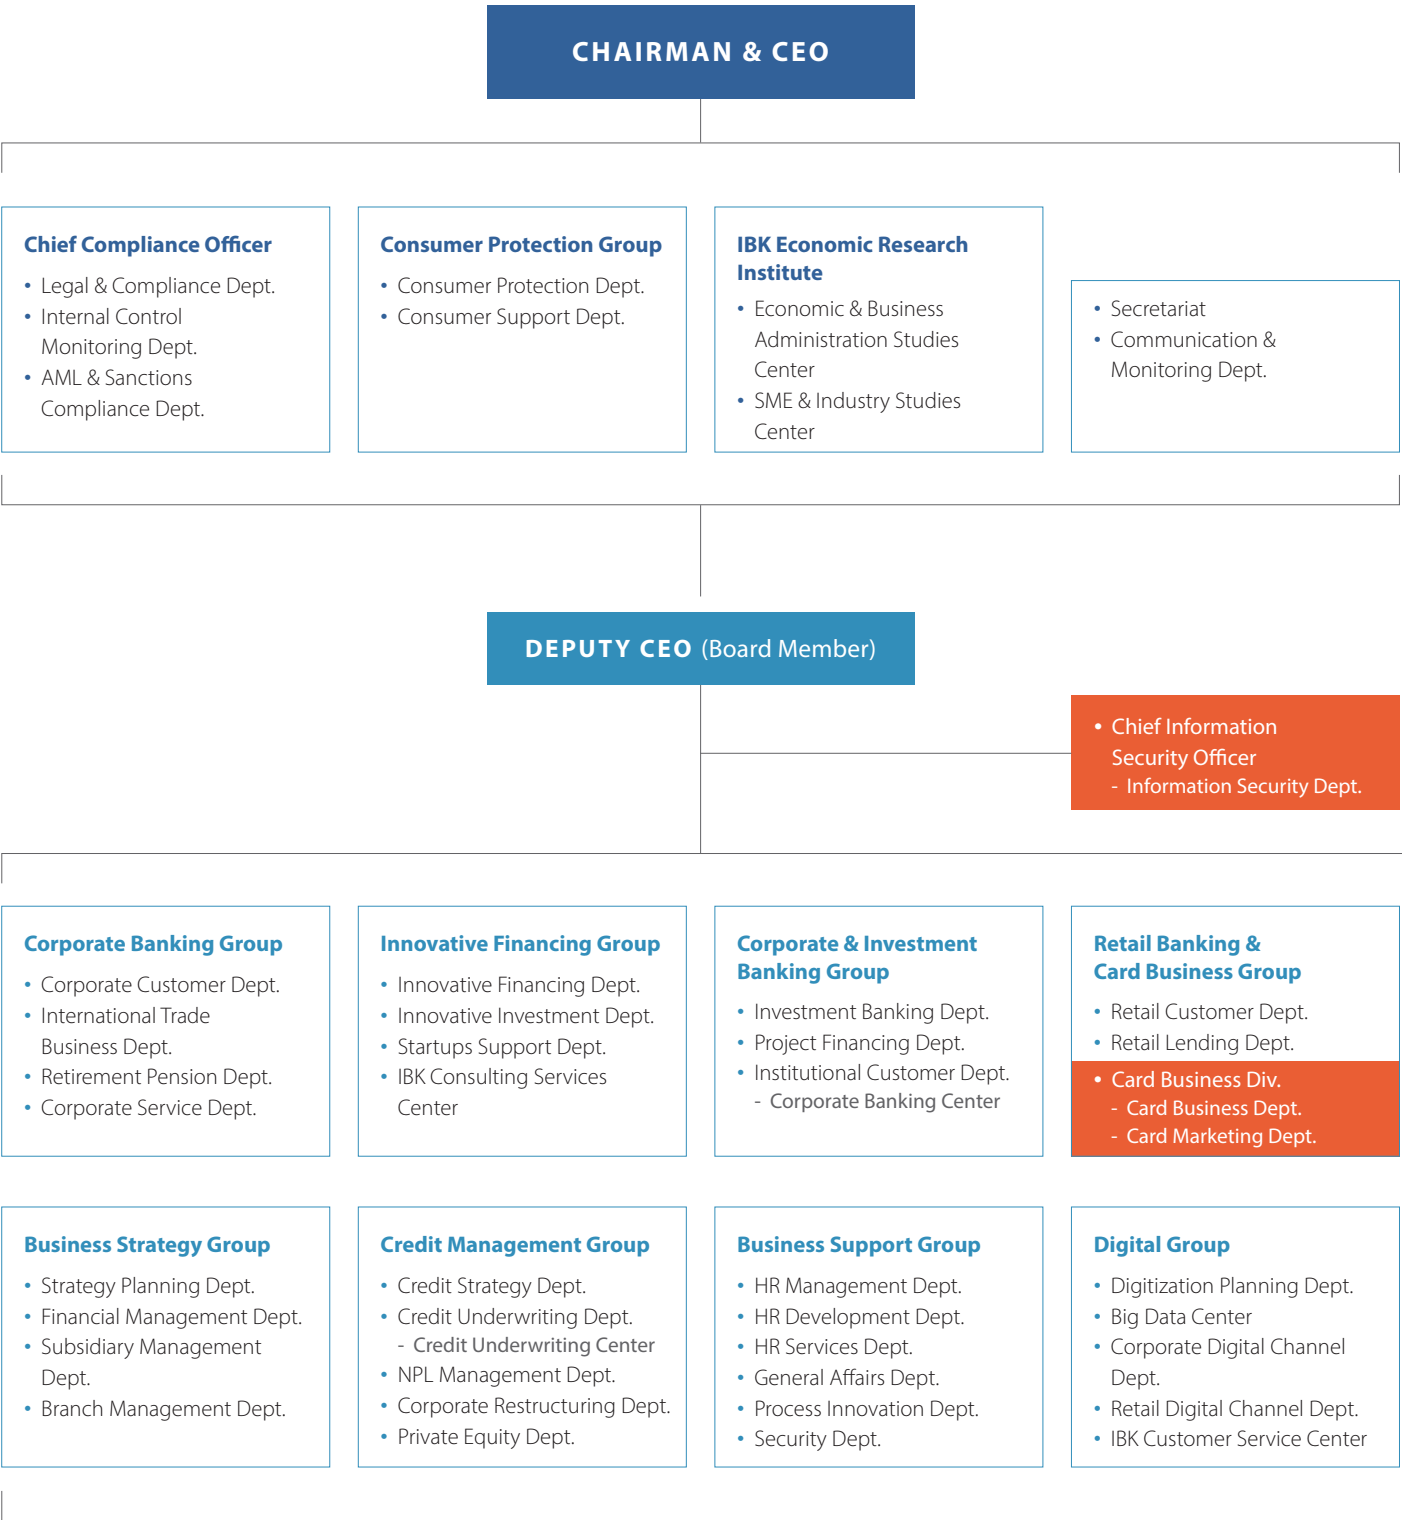 CHAIRMAN & CEO
Chief Compliance Officer
• Legal & Compliance Dept.
• Internal Control
Monitoring Dept.
• AML & Sanctions
Compliance Dept.
Consumer Protection Group
• Consumer Protection Dept.
• Consumer Support Dept.
IBK Economic Research
Institute
• Economic & Business
Administration Studies
Center
• SME & Industry Studies
Center
• Secretariat
• Communication &
Monitoring Dept.
DEPUTY CEO (Board Member)
• Chief Information
Security Officer
- Information Security Dept.
Corporate Banking Group
• Corporate Customer Dept.
• International Trade
Business Dept.
• Retirement Pension Dept.
• Corporate Service Dept.
Innovative Financing Group
• Innovative Financing Dept.
• Innovative Investment Dept.
• Startups Support Dept.
• IBK Consulting Services
Center
Corporate & Investment
Banking Group
• Investment Banking Dept.
• Project Financing Dept.
• Institutional Customer Dept.
- Corporate Banking Center
Retail Banking &
Card Business Group
• Retail Customer Dept.
• Retail Lending Dept.
• Card Business Div.
- Card Business Dept.
- Card Marketing Dept.
Business Strategy Group
• Strategy Planning Dept.
• Financial Management Dept.
• Subsidiary Management
Dept.
• Branch Management Dept.
Credit Management Group
• Credit Strategy Dept.
• Credit Underwriting Dept.
- Credit Underwriting Center
• NPL Management Dept.
• Corporate Restructuring Dept.
• Private Equity Dept.
Business Support Group
• HR Management Dept.
• HR Development Dept.
• HR Services Dept.
• General Affairs Dept.
• Process Innovation Dept.
• Security Dept.
Digital Group
• Digitization Planning Dept.
• Big Data Center
• Corporate Digital Channel
Dept.
• Retail Digital Channel Dept.
• IBK Customer Service Center